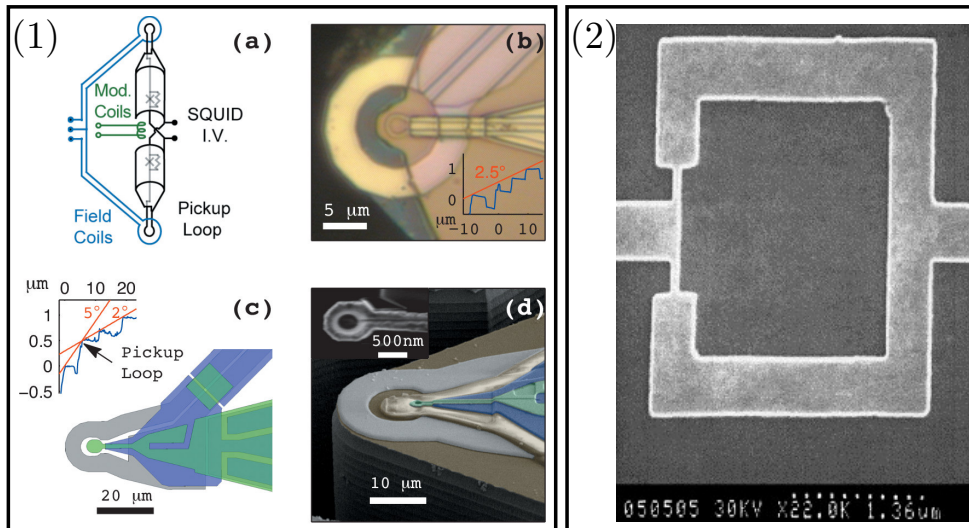 (1)
(a)
Mod.
Coils
SQUID
I.V.
Field
Coils
Pickup
Loop
(b)
2.5°
1
0
μm
-10 0 10
5 μm
(c)
μm 0 10 20
5° 2°
1
0.5
0
−0.5
Pickup
Loop
20 μm
(d)
500nm
10 μm
(2)
050505 30KV X22.0K 1.36um